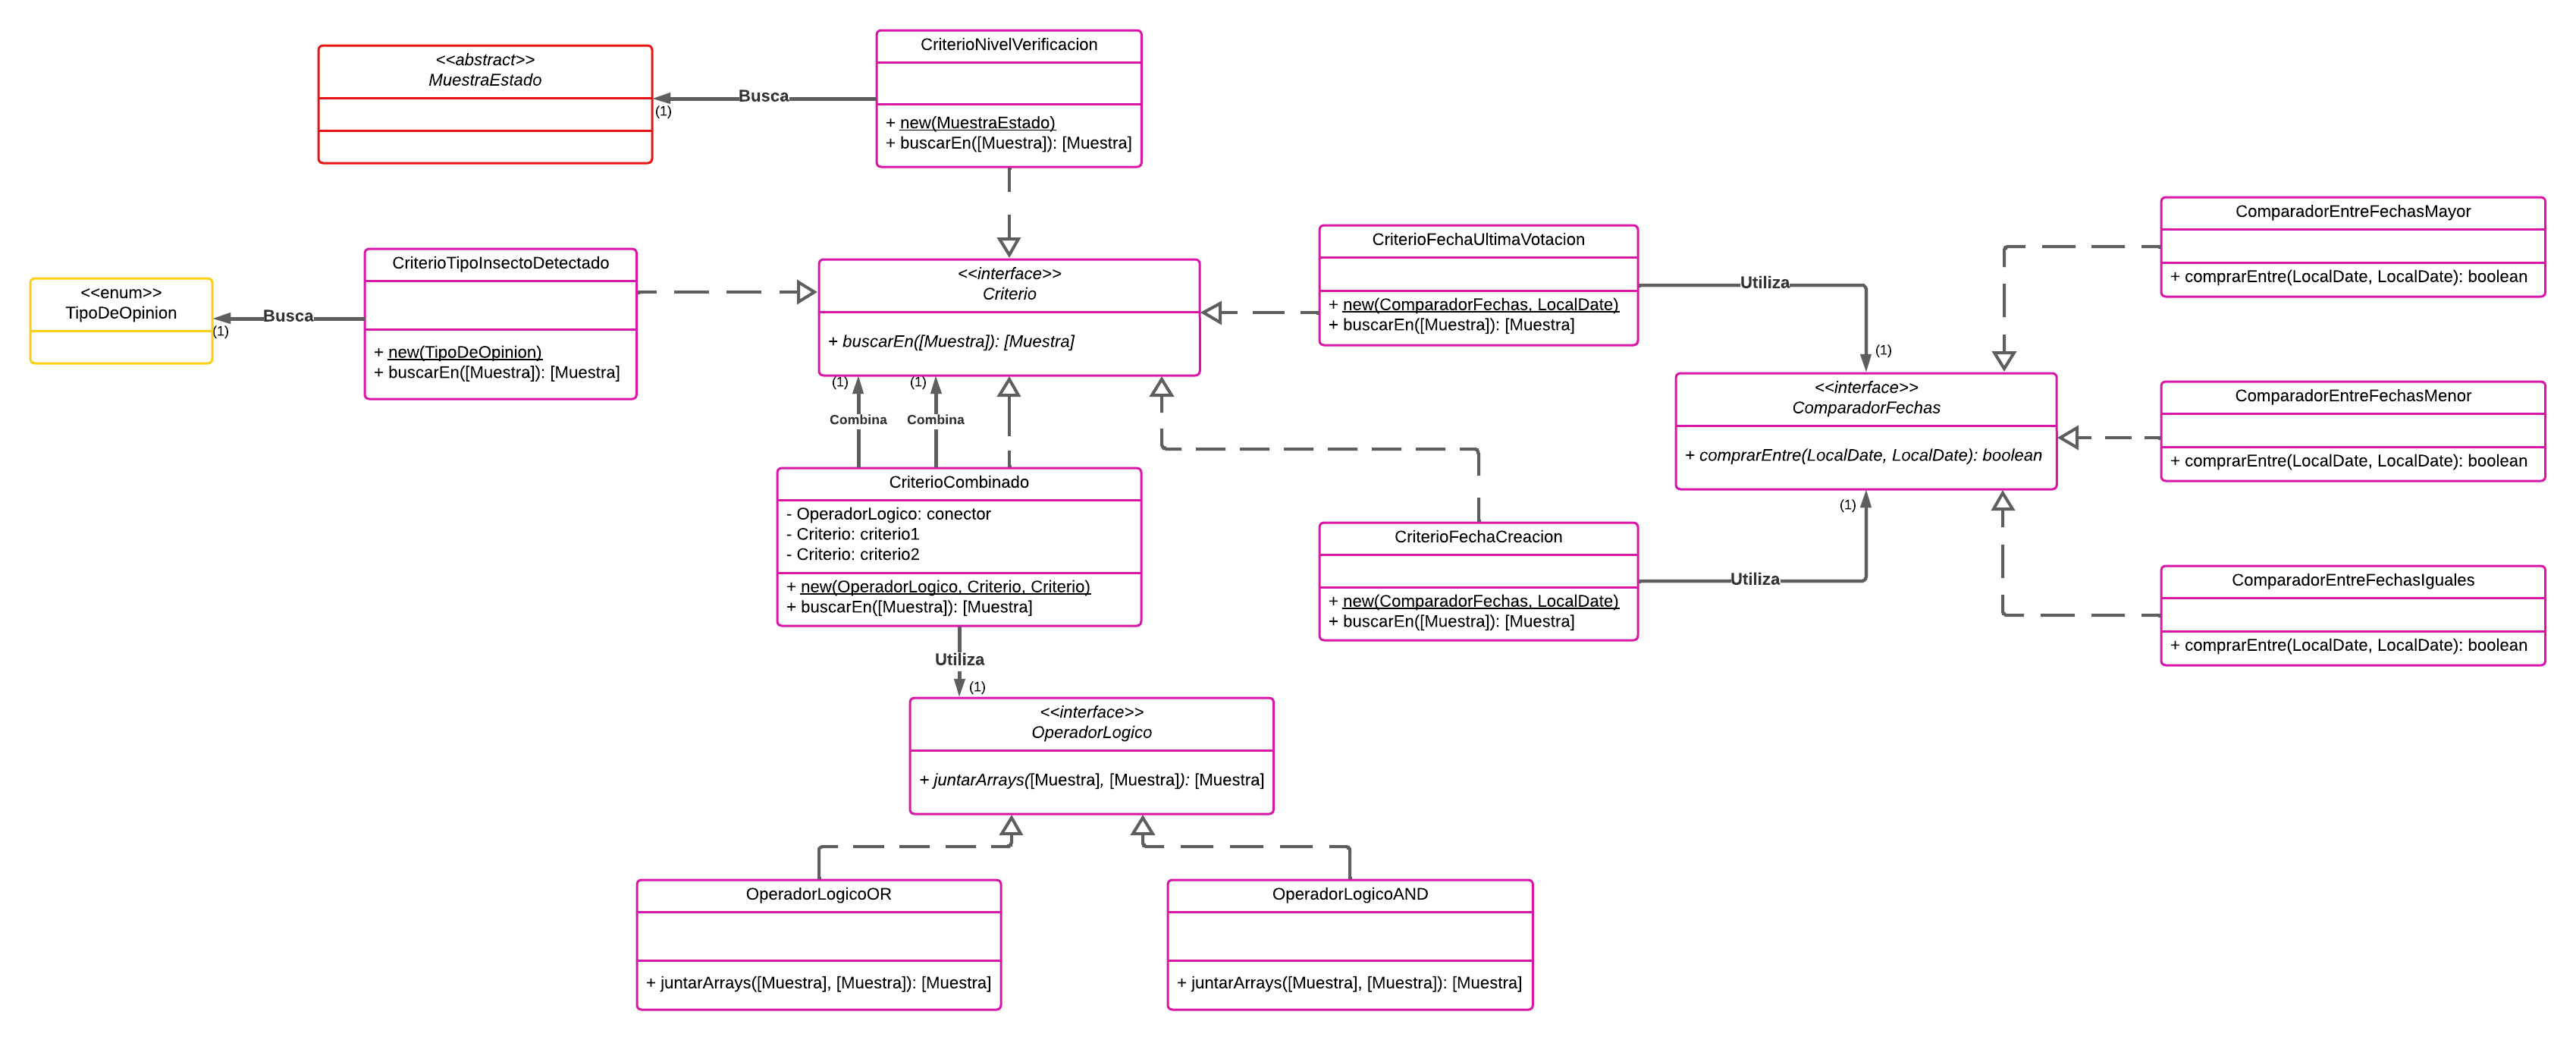 <<abstract>>
MuestraEstado
Busca
(1)
CriterioNivelVerificacion
+ new(MuestraEstado)
+ buscarEn([Muestra]): [Muestra]
<<enum>>
TipoDeOpinion
Busca
(1)
CriterioTipoInsectoDetectado
+ new(TipoDeOpinion)
+ buscarEn([Muestra]): [Muestra]
<<interface>>
Criterio
+ buscarEn([Muestra]): [Muestra]
(1)
(1)
Combina
Combina
CriterioFechaUltimaVotacion
+ new(ComparadorFechas, LocalDate)
+ buscarEn([Muestra]): [Muestra]
Utiliza
(1)
ComparadorEntreFechasMayor
+ comprarEntre(LocalDate, LocalDate): boolean
<<interface>>
ComparadorFechas
+ comprarEntre(LocalDate, LocalDate): boolean
(1)
ComparadorEntreFechasMenor
+ comprarEntre(LocalDate, LocalDate): boolean
CriterioCombinado
- OperadorLogico: conector
- Criterio: criterio1
- Criterio: criterio2
+ new(OperadorLogico, Criterio, Criterio)
+ buscarEn([Muestra]): [Muestra]
CriterioFechaCreacion
+ new(ComparadorFechas, LocalDate)
+ buscarEn([Muestra]): [Muestra]
Utiliza
ComparadorEntreFechasIguales
+ comprarEntre(LocalDate, LocalDate): boolean
Utiliza
(1)
<<interface>>
OperadorLogico
+ juntarArrays([Muestra], [Muestra]): [Muestra]
OperadorLogicoOR
+ juntarArrays([Muestra], [Muestra]): [Muestra]
OperadorLogicoAND
+ juntarArrays([Muestra], [Muestra]): [Muestra]